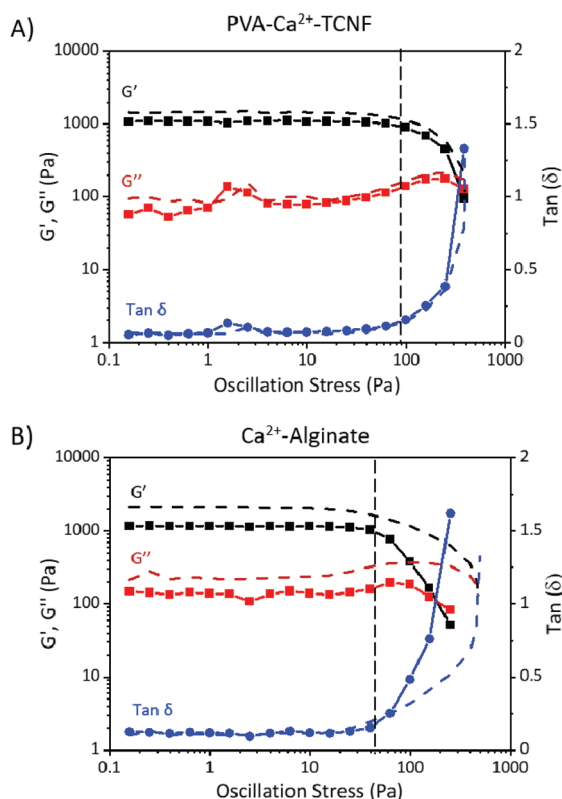 A)
PVA-Ca²⁺-TCNF
10000
1000
100
10
1
G', G'' (Pa)
G'
G''
Tan δ
2
1.5
1
0.5
0
Tan (δ)
0.1 1 10 100 1000
Oscillation Stress (Pa)
B)
Ca²⁺-Alginate
10000
1000
100
10
1
G', G'' (Pa)
G'
G''
Tan δ
2
1.5
1
0.5
0
Tan (δ)
0.1 1 10 100 1000
Oscillation Stress (Pa)